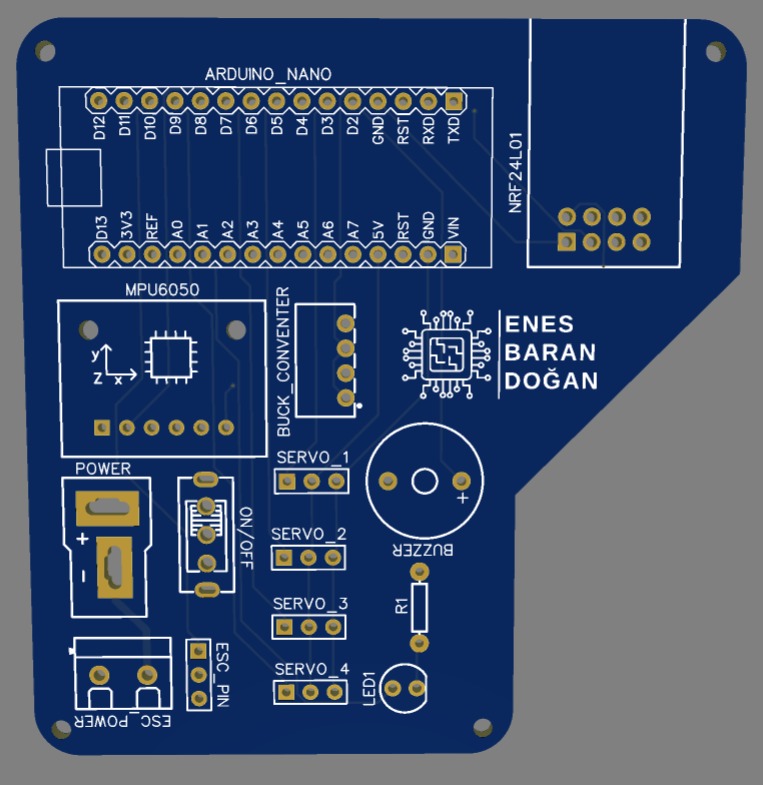 ARDUINO_NANO
D12 D11 D10 D9 D8 D7 D6 D5 D4 D3 D2 GND RST RXD TXD
NRF24L01
D13 3V3 REF A0 A1 A2 A3 A4 A5 A6 A7 5V RST GND VIN
MPU6050
BUCK_CONVENTER
ENES
BARAN
DOĞAN
y
Z x
SERVO_1
POWER
+
+
-
ON/OFF
SERVO_2
BUZZER
SERVO_3
R1
SERVO_4
ESC_PIN
LED1
ESC_POWER